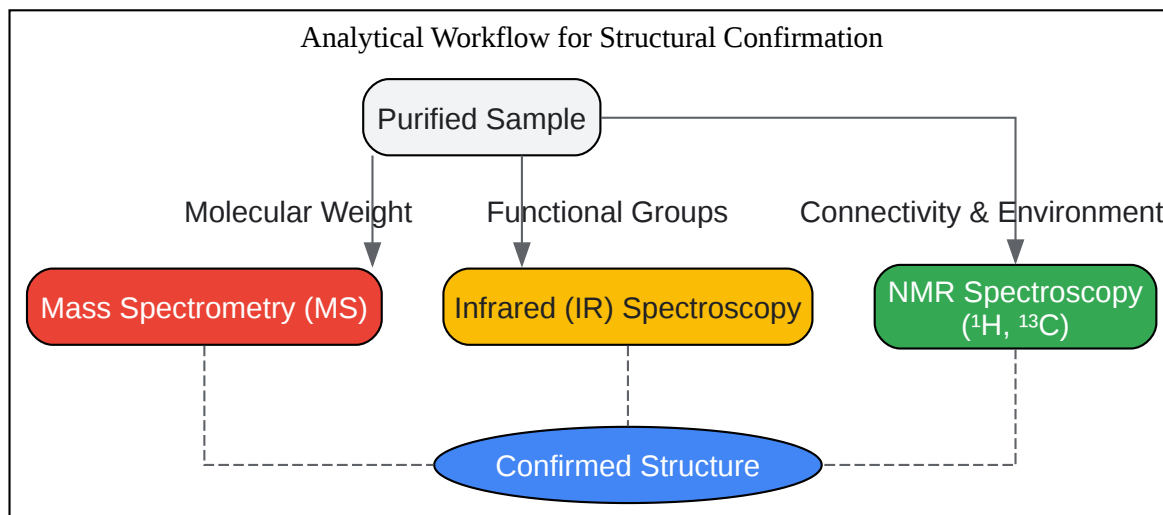 Analytical Workflow for Structural Confirmation
Purified Sample
Molecular Weight
Functional Groups
Connectivity & Environment
Mass Spectrometry (MS)
Infrared (IR) Spectroscopy
NMR Spectroscopy
(¹H, ¹³C)
Confirmed Structure